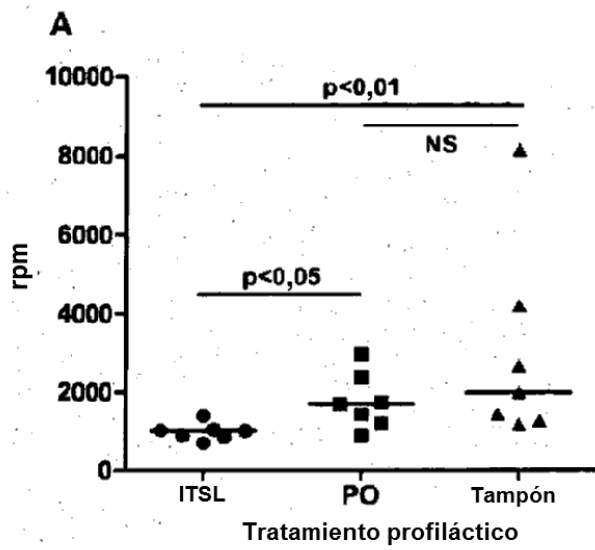 A
10000
p<0,01
8000
NS
6000
rpm
p<0,05
4000
2000
0
ITSL PO Tampón
Tratamiento profiláctico